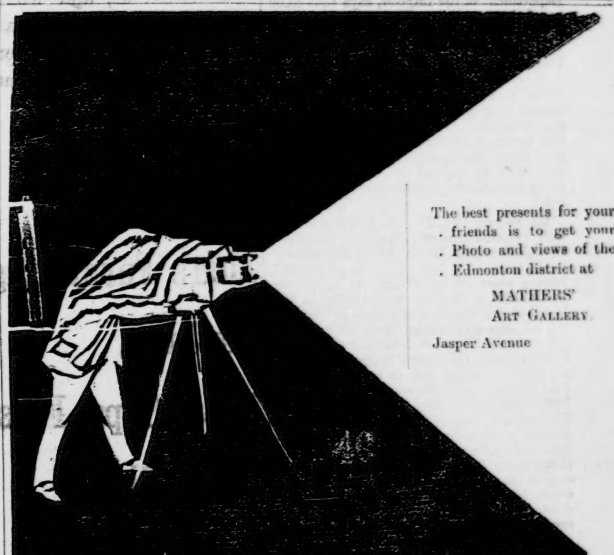 The best presents for your
. friends is to get your
. Photo and views of the
. Edmonton district at
MATHERS'
ART GALLERY
Jasper Avenue